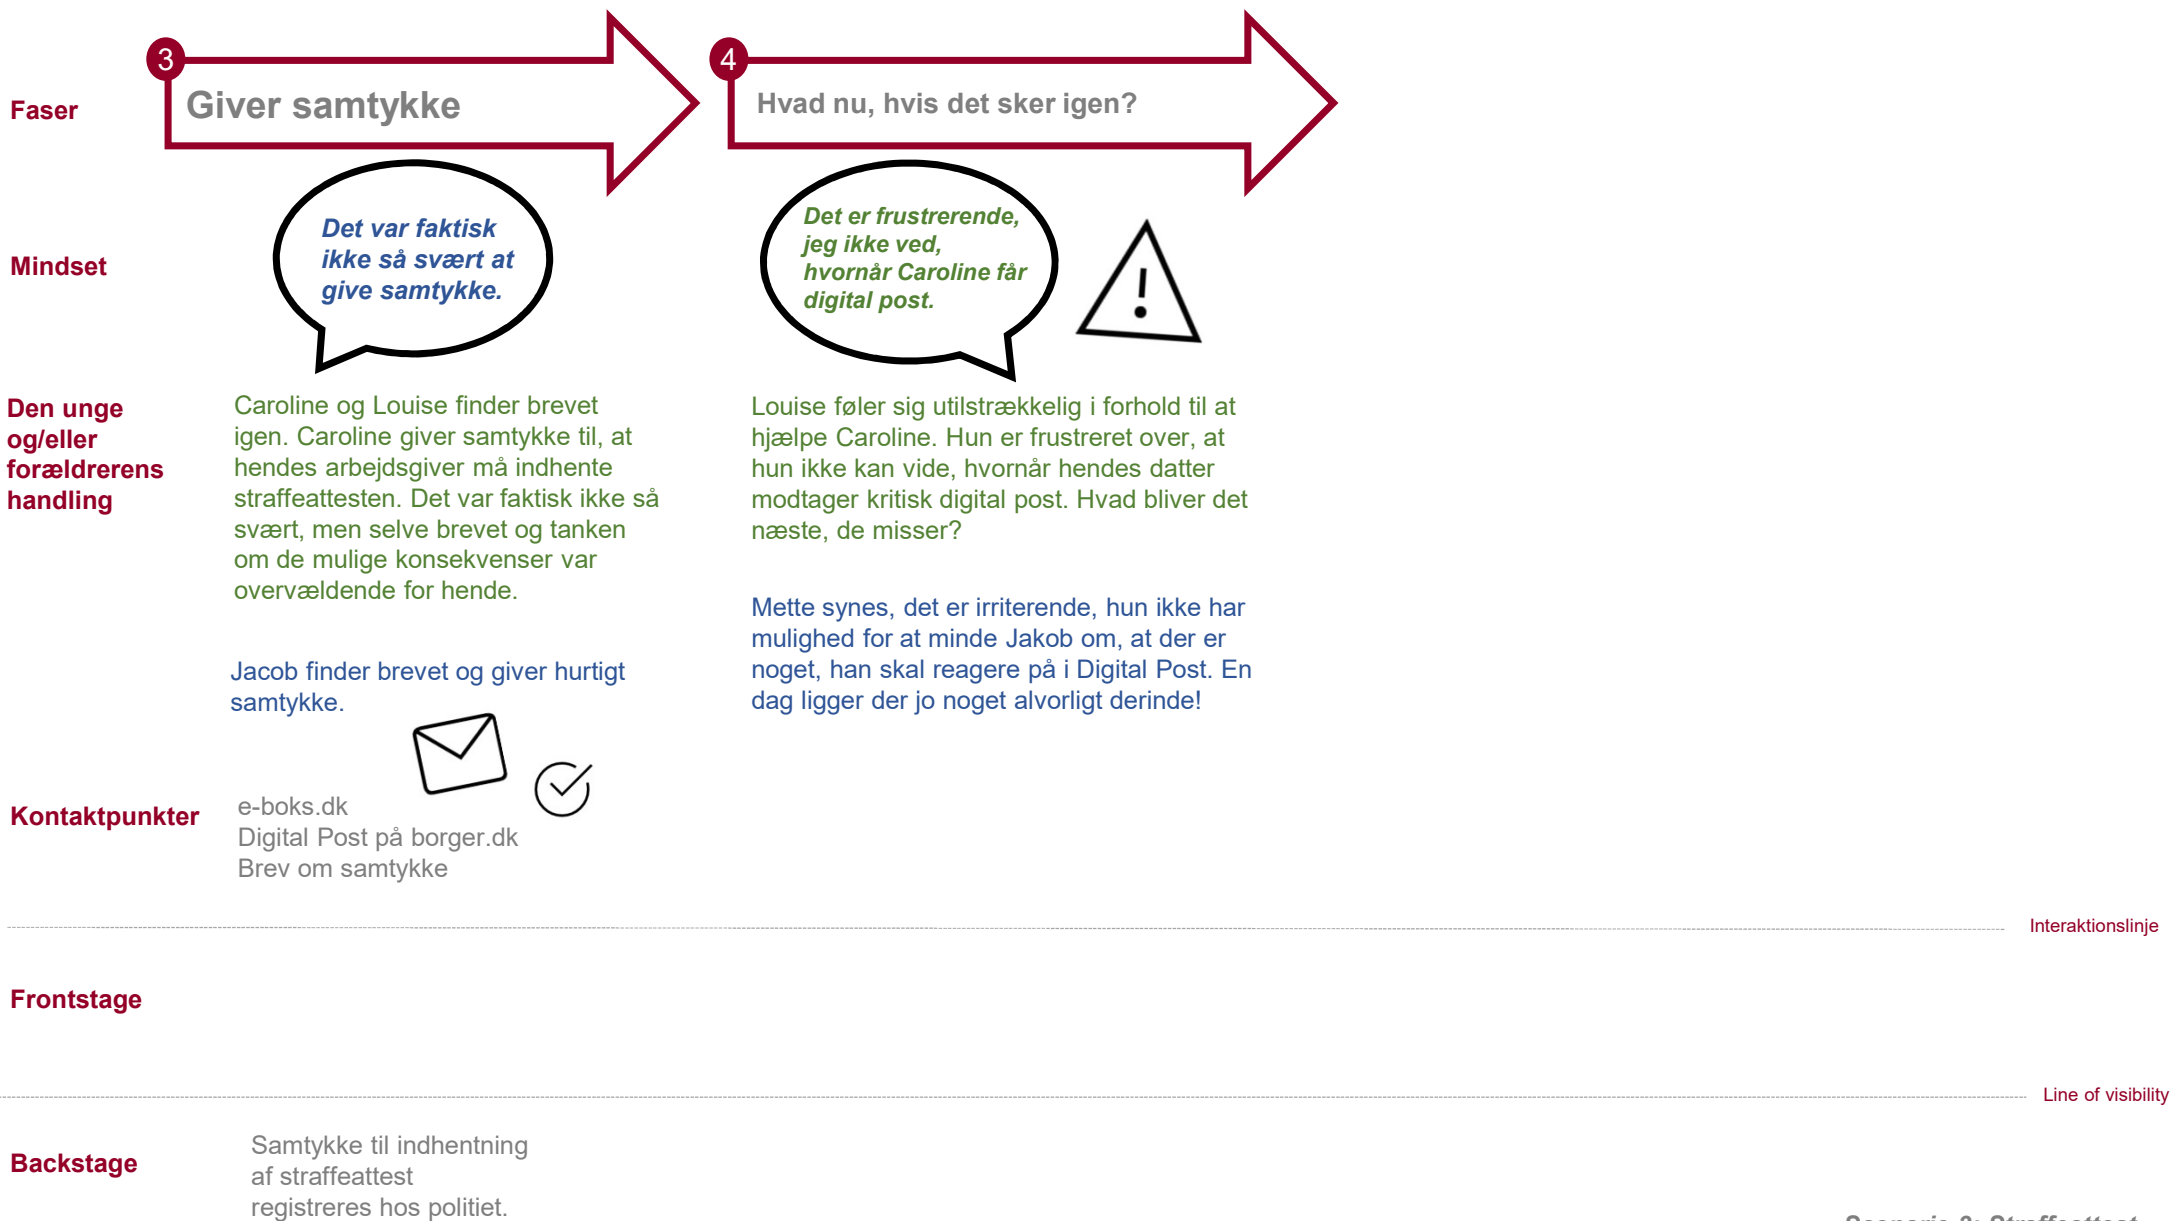 Faser
3
Giver samtykke
4
Hvad nu, hvis det sker igen?
Mindset
Det var faktisk
ikke så svært at
give samtykke.
Det er frustrerende,
jeg ikke ved,
hvornår Caroline får
digital post.
Den unge
og/eller
forældrerens
handling
Caroline og Louise finder brevet
igen. Caroline giver samtykke til, at
hendes arbejdsgiver må indhente
straffeattesten. Det var faktisk ikke så
svært, men selve brevet og tanken
om de mulige konsekvenser var
overvældende for hende.
Jacob finder brevet og giver hurtigt
samtykke.
Louise føler sig utilstrækkelig i forhold til at
hjælpe Caroline. Hun er frustreret over, at
hun ikke kan vide, hvornår hendes datter
modtager kritisk digital post. Hvad bliver det
næste, de misser?
Mette synes, det er irriterende, hun ikke har
mulighed for at minde Jakob om, at der er
noget, han skal reagere på i Digital Post. En
dag ligger der jo noget alvorligt derinde!
Kontaktpunkter
e-boks.dk
Digital Post på borger.dk
Brev om samtykke
Interaktionslinje
Frontstage
Line of visibility
Backstage
Samtykke til indhentning
af straffeattest
registreres hos politiet.
Straffeattest